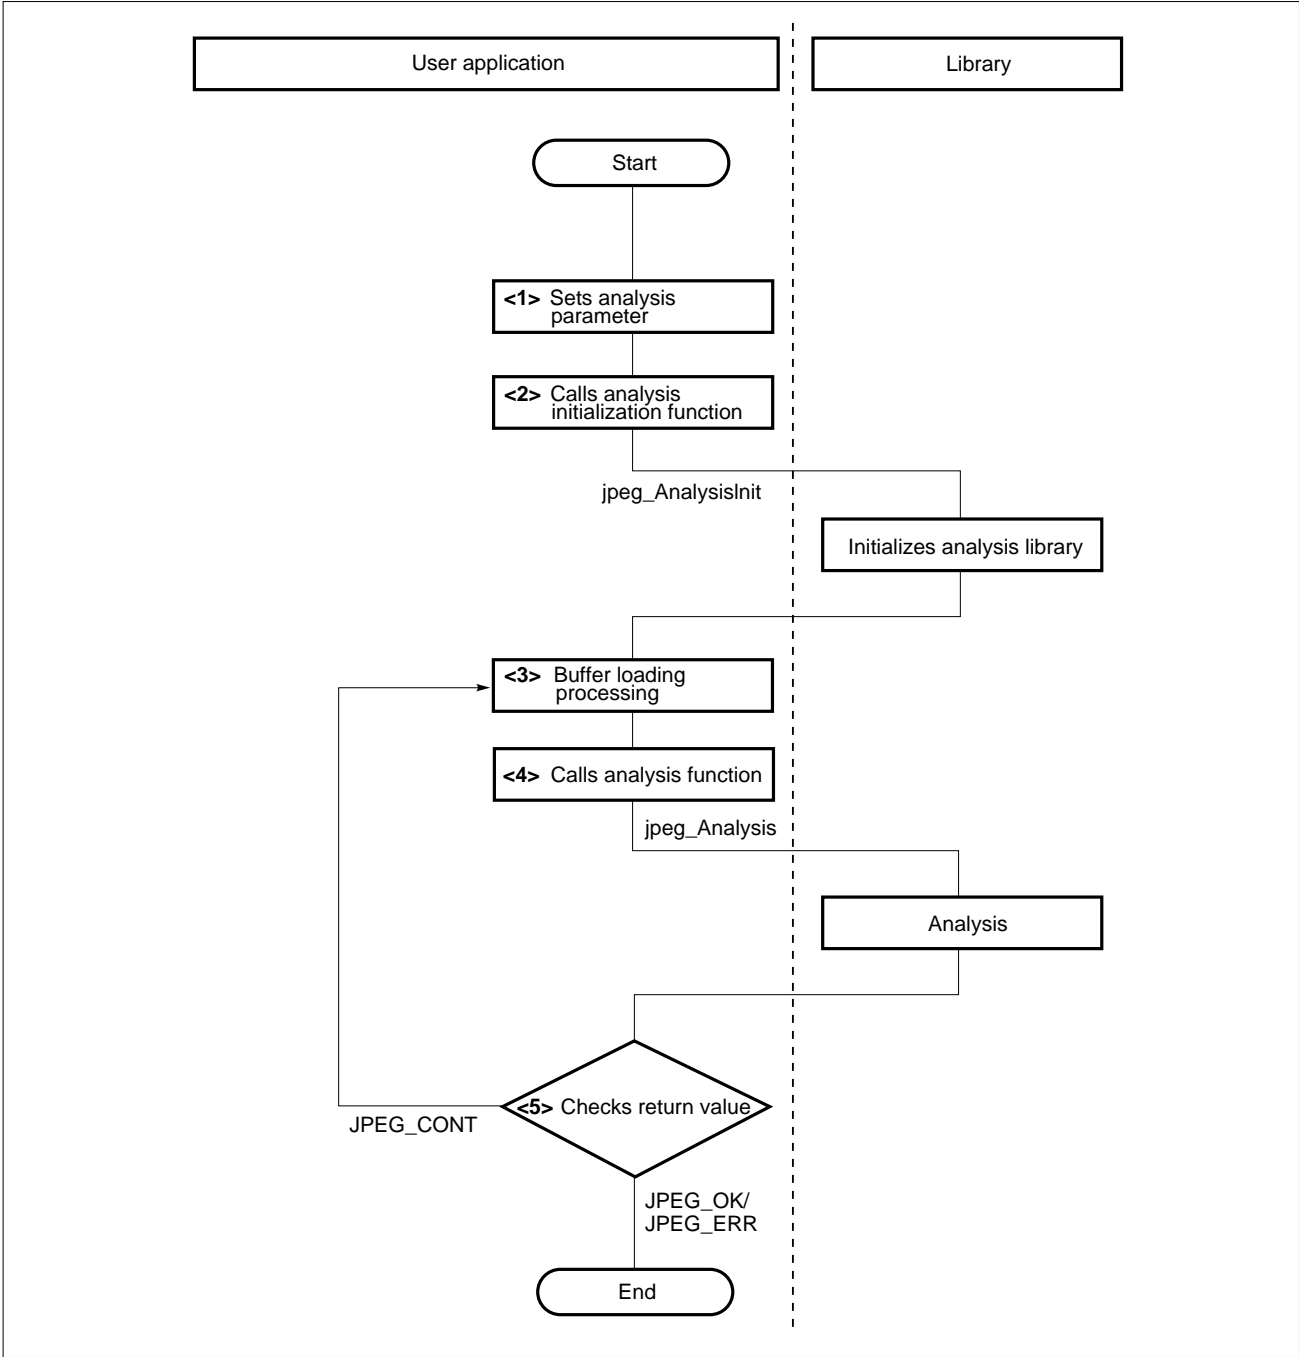 User application
Library
Start
<1> Sets analysis
parameter
<2> Calls analysis
initialization function
jpeg_AnalysisInit
Initializes analysis library
<3> Buffer loading
processing
<4> Calls analysis function
jpeg_Analysis
Analysis
<5> Checks return value
JPEG_CONT
JPEG_OK/
JPEG_ERR
End